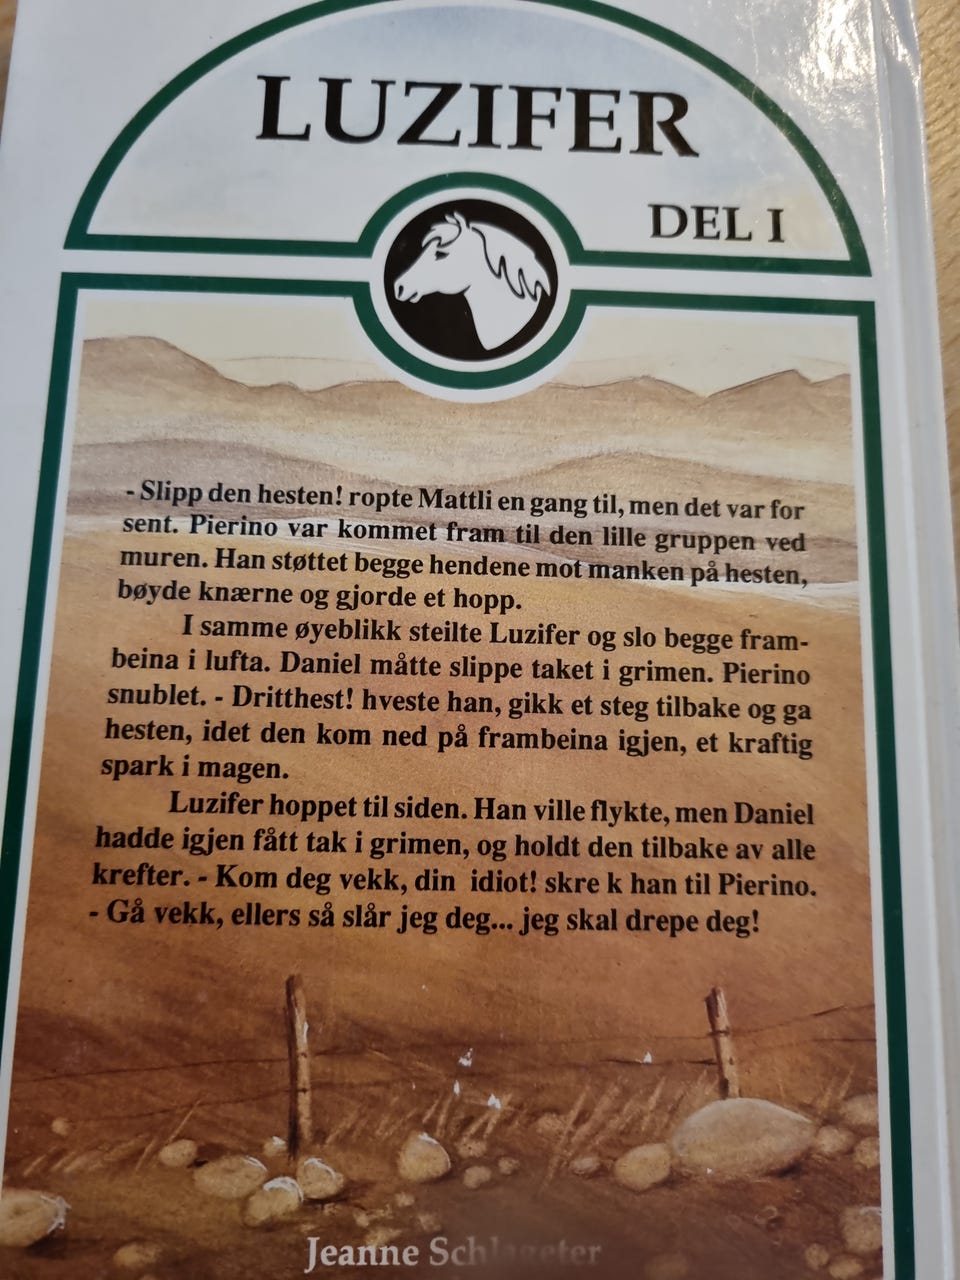 LUZIFER
DEL I
- Slipp den hesten! ropte Mattli en gang til, men det var for
sent. Pierino var kommet fram til den lille gruppen ved
muren. Han støttet begge hendene mot manken på hesten,
bøyde knærne og gjorde et hopp.
I samme øyeblikk steilte Luzifer og slo begge fram-
beina i lufta. Daniel måtte slippe taket i grimen. Pierino
snublet. - Dritthest! hveste han, gikk et steg tilbake og ga
hesten, idet den kom ned på frambeina igjen, et kraftig
spark i magen.
Luzifer hoppet til siden. Han ville flykte, men Daniel
hadde igjen fått tak i grimen, og holdt den tilbake av alle
krefter. - Kom deg vekk, din idiot! skre k han til Pierino.
- Gå vekk, ellers så slår jeg deg... jeg skal drepe deg!
Jeanne Schlageter